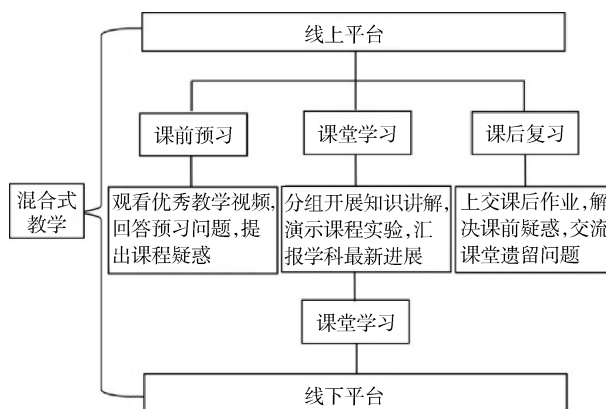 线上平台
课前预习
课堂学习
课后复习
混合式
教学
观看优秀教学视频,
回答预习问题,提
出课程疑惑
分组开展知识讲解,
演示课程实验,汇
报学科最新进展
上交课后作业,解
决课前疑惑,交流
课堂遗留问题
课堂学习
线下平台